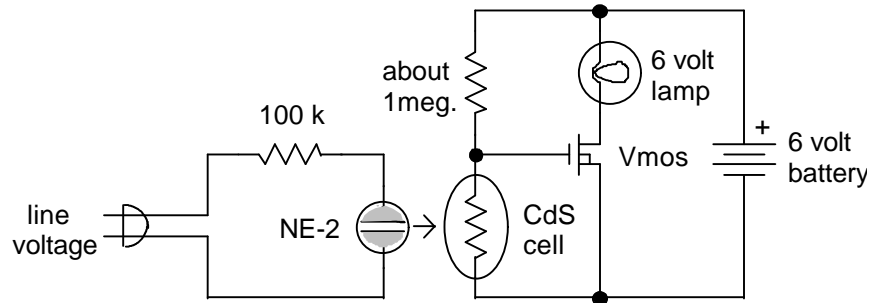 about
1meg.
6 volt
lamp
100 k
Vmos
+
6 volt
battery
line
voltage
NE-2
CdS
cell